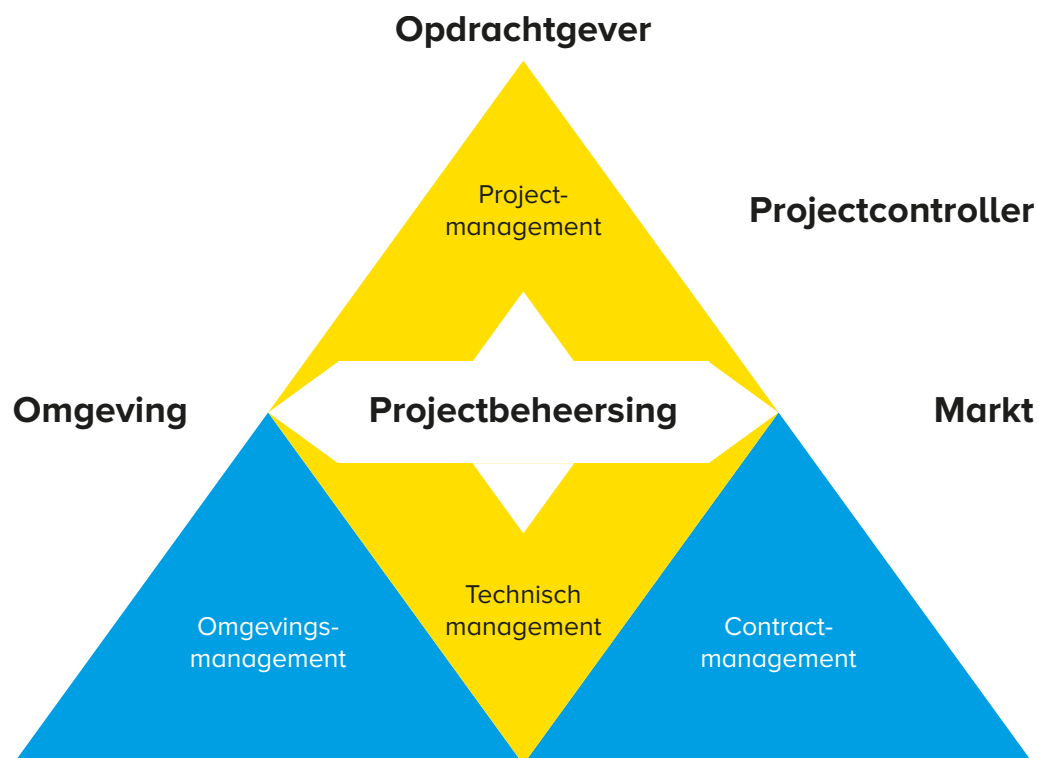 Opdrachtgever
Project-
management
Projectcontroller
Omgeving
Projectbeheersing
Markt
Technisch
management
Omgevings-
management
Contract-
management